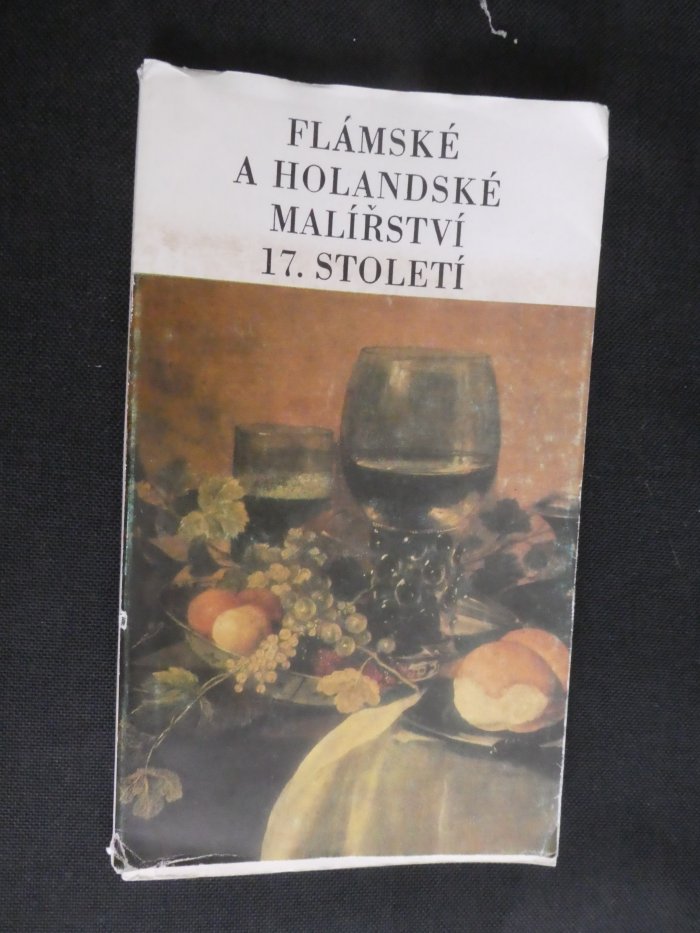 FLÁMSKÉ
A HOLANDSKÉ
MALÍŘSTVÍ
17. STOLETÍ